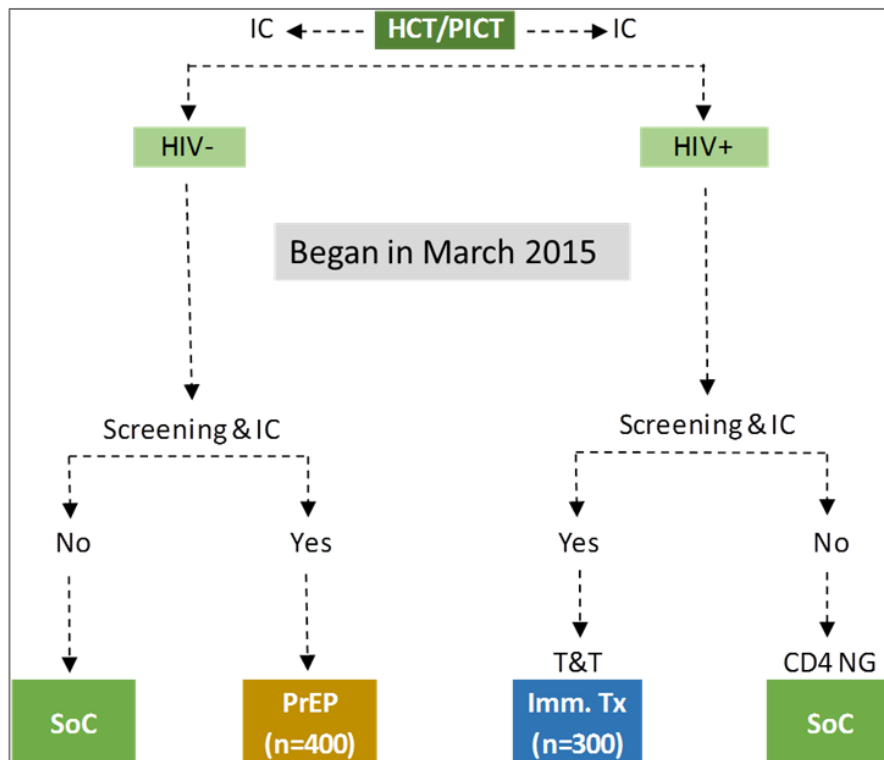 IC HCT/PICT IC
HIV- HIV+
Began in March 2015
Screening & IC Screening & IC
No Yes Yes No
T&T CD4 NG
SoC PrEP Imm. Tx SoC
(n=400) (n=300)